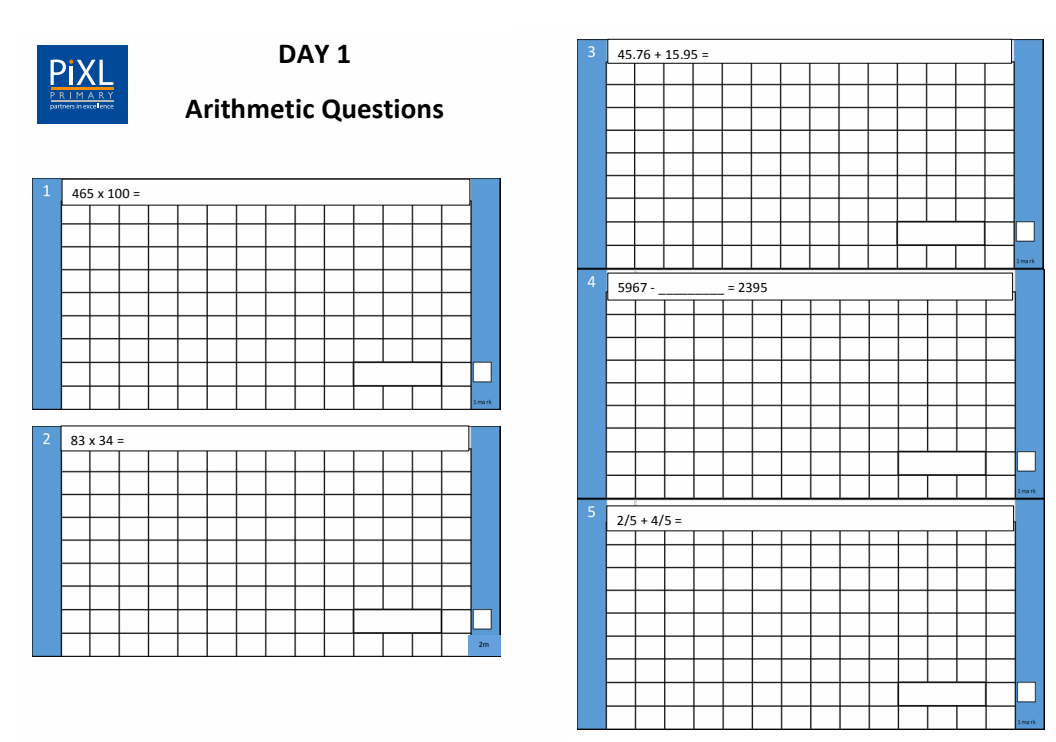 PiXL
PRIMARY
partners in excellence
DAY 1
Arithmetic Questions
1
465 x 100 =
1 mark
2
83 x 34 =
2m
3
45.76 + 15.95 =
1 mark
4
5967 - _________ = 2395
1 mark
5
2/5 + 4/5 =
1 mark